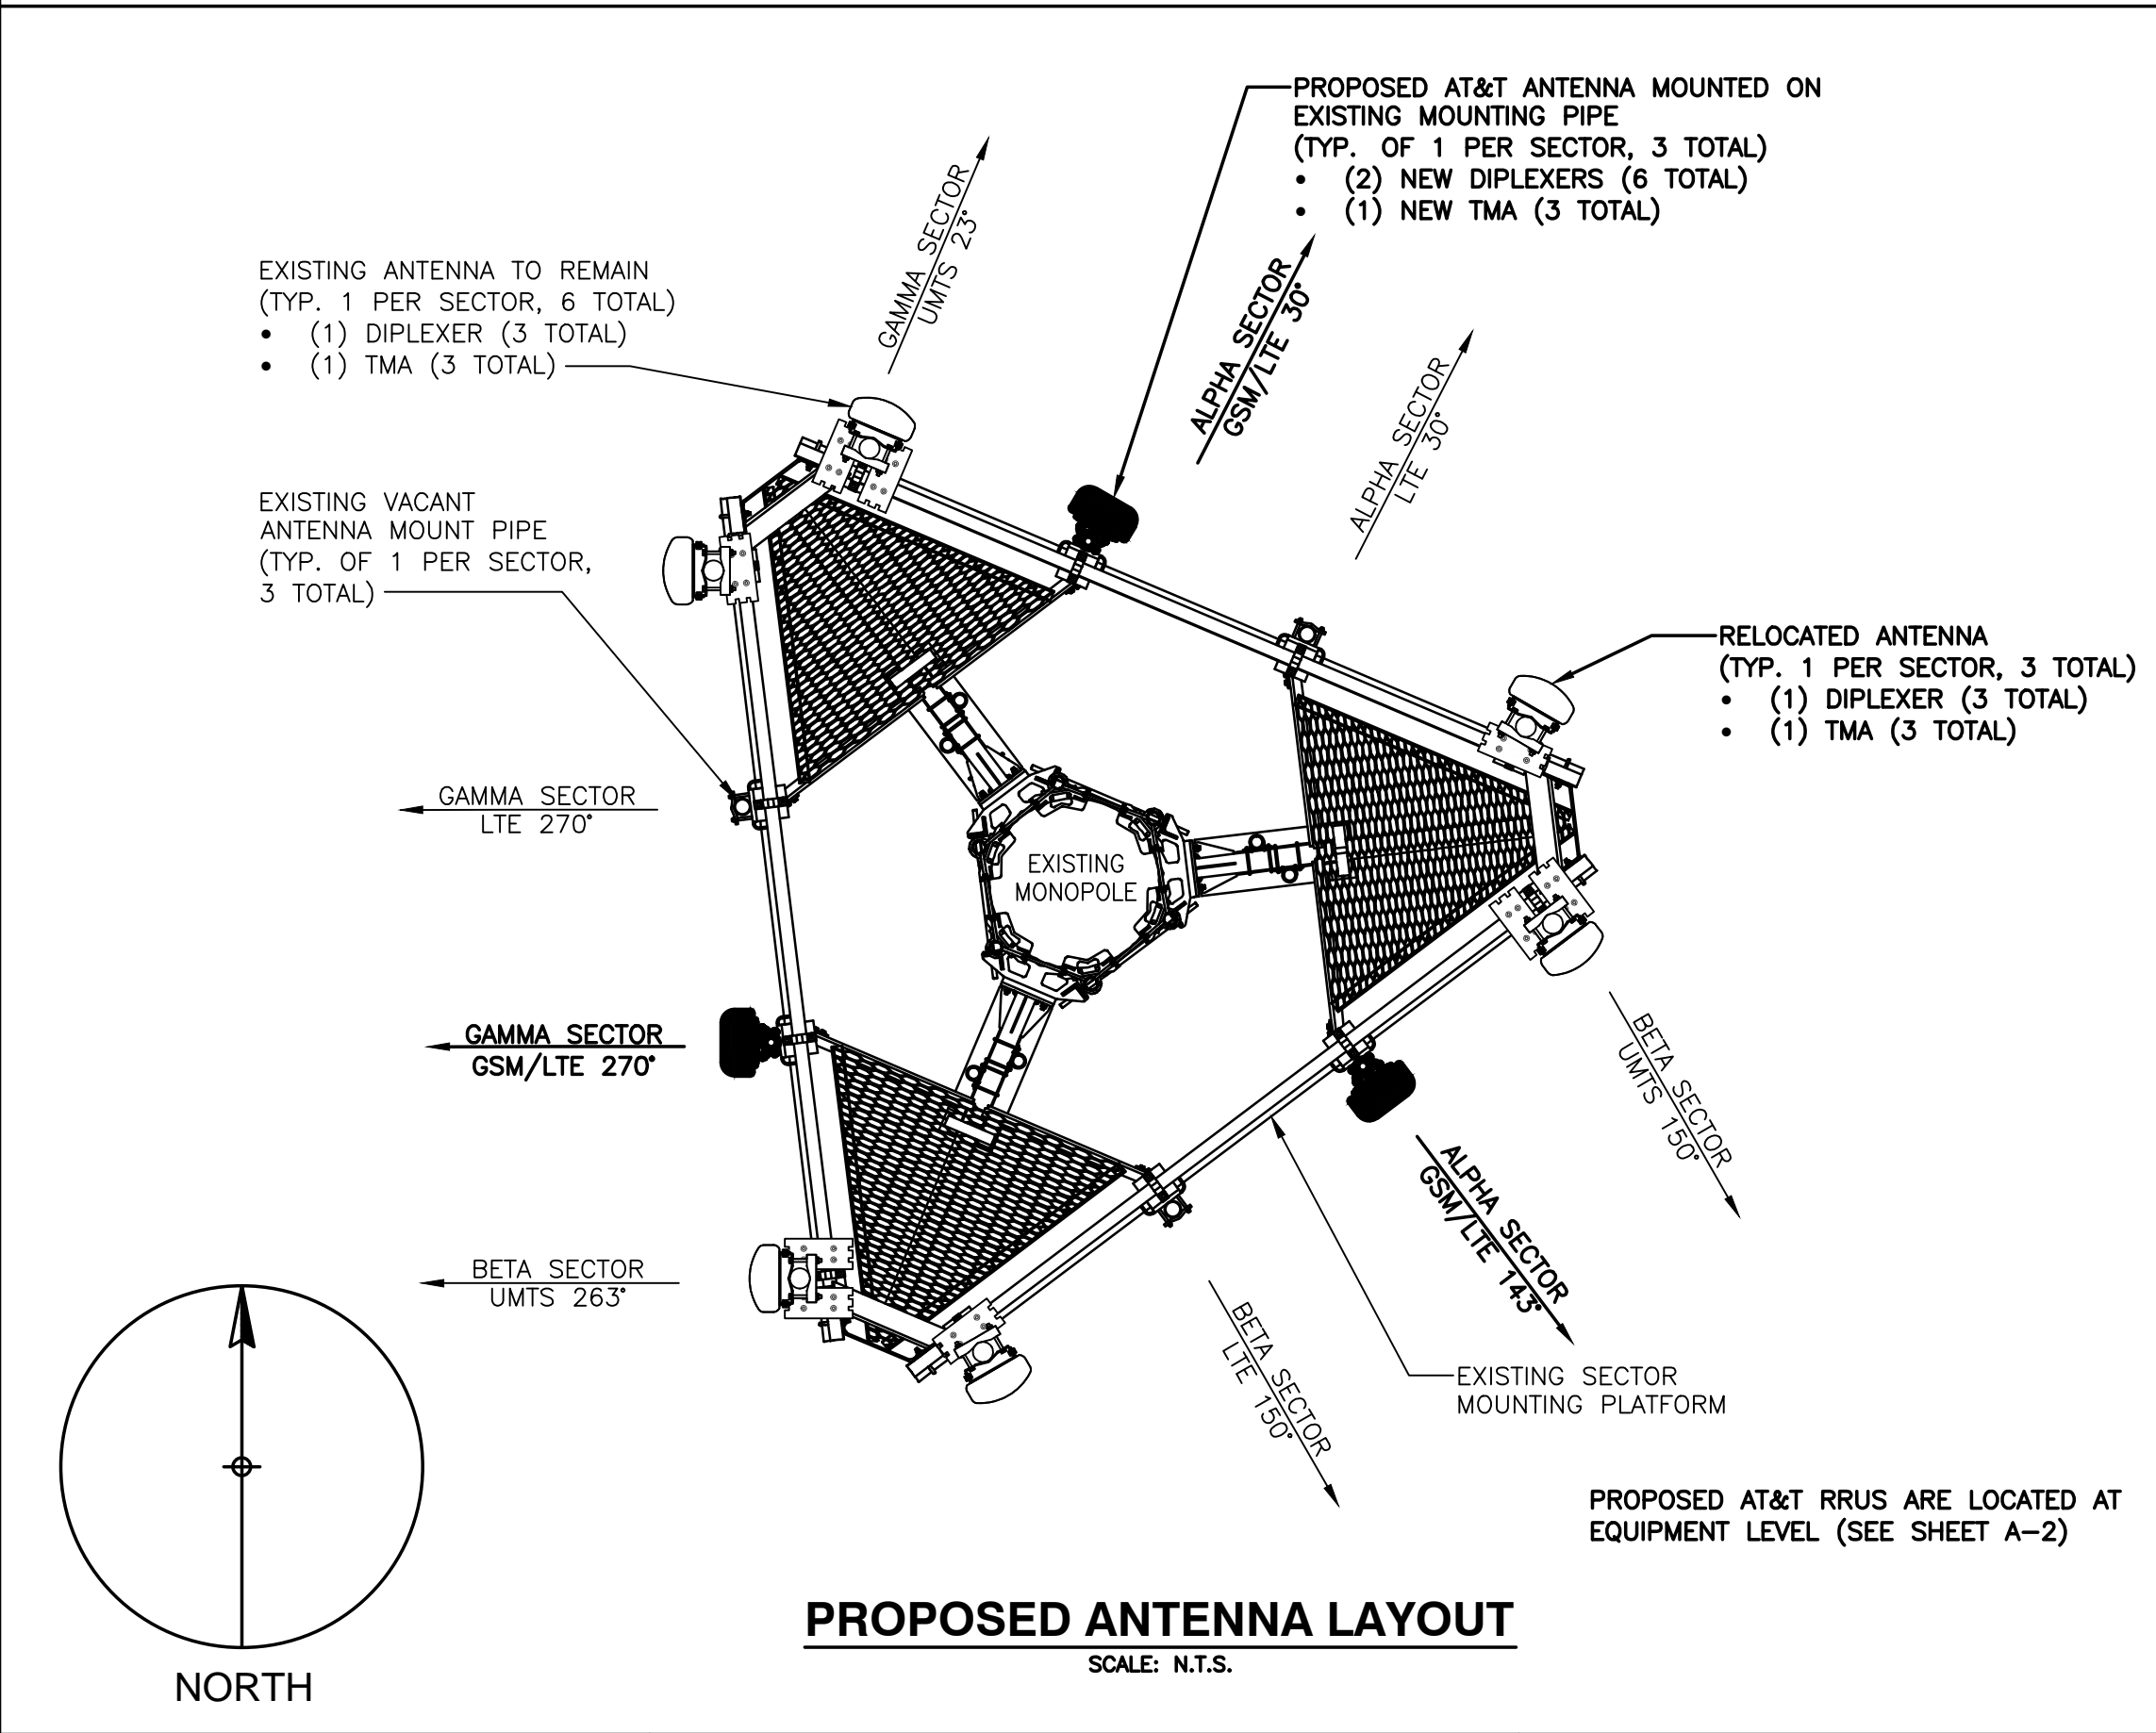 PROPOSED AT&T ANTENNA MOUNTED ON
EXISTING MOUNTING PIPE
(TYP. OF 1 PER SECTOR, 3 TOTAL)
• (2) NEW DIPLEXERS (6 TOTAL)
• (1) NEW TMA (3 TOTAL)
GAMMA SECTOR
UMTS 23°
EXISTING ANTENNA TO REMAIN
(TYP. 1 PER SECTOR, 6 TOTAL)
• (1) DIPLEXER (3 TOTAL)
• (1) TMA (3 TOTAL)
ALPHA SECTOR
GSM/LTE 30°
ALPHA SECTOR
LTE 30°
EXISTING VACANT
ANTENNA MOUNT PIPE
(TYP. OF 1 PER SECTOR,
3 TOTAL)
RELOCATED ANTENNA
(TYP. 1 PER SECTOR, 3 TOTAL)
• (1) DIPLEXER (3 TOTAL)
• (1) TMA (3 TOTAL)
GAMMA SECTOR
LTE 270°
EXISTING
MONOPOLE
GAMMA SECTOR
GSM/LTE 270°
BETA SECTOR
UMTS 150°
ALPHA SECTOR
GSM/LTE 143°
BETA SECTOR
UMTS 263°
BETA SECTOR
LTE 150°
EXISTING SECTOR
MOUNTING PLATFORM
PROPOSED AT&T RRUS ARE LOCATED AT
EQUIPMENT LEVEL (SEE SHEET A-2)
PROPOSED ANTENNA LAYOUT
SCALE: N.T.S.
NORTH